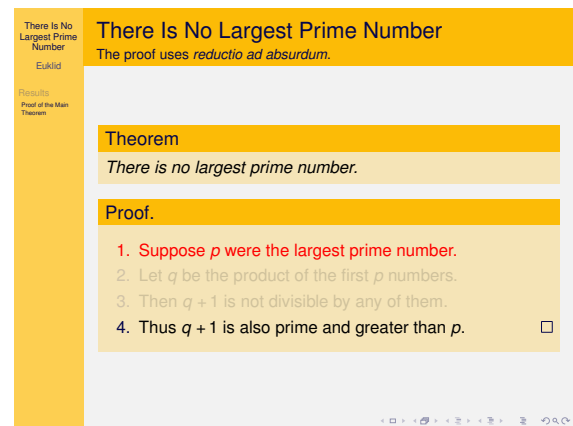 There Is No
Largest Prime
Number
Euklid
Results
Proof of the Main
Theorem
There Is No Largest Prime Number
The proof uses reductio ad absurdum.
Theorem
There is no largest prime number.
Proof.
1. Suppose p were the largest prime number.
2. Let q be the product of the first p numbers.
3. Then q + 1 is not divisible by any of them.
4. Thus q + 1 is also prime and greater than p.